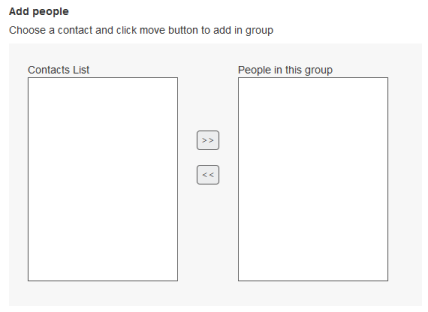 Add people
Choose a contact and click move button to add in group
Contacts List
People in this group
>>
<<